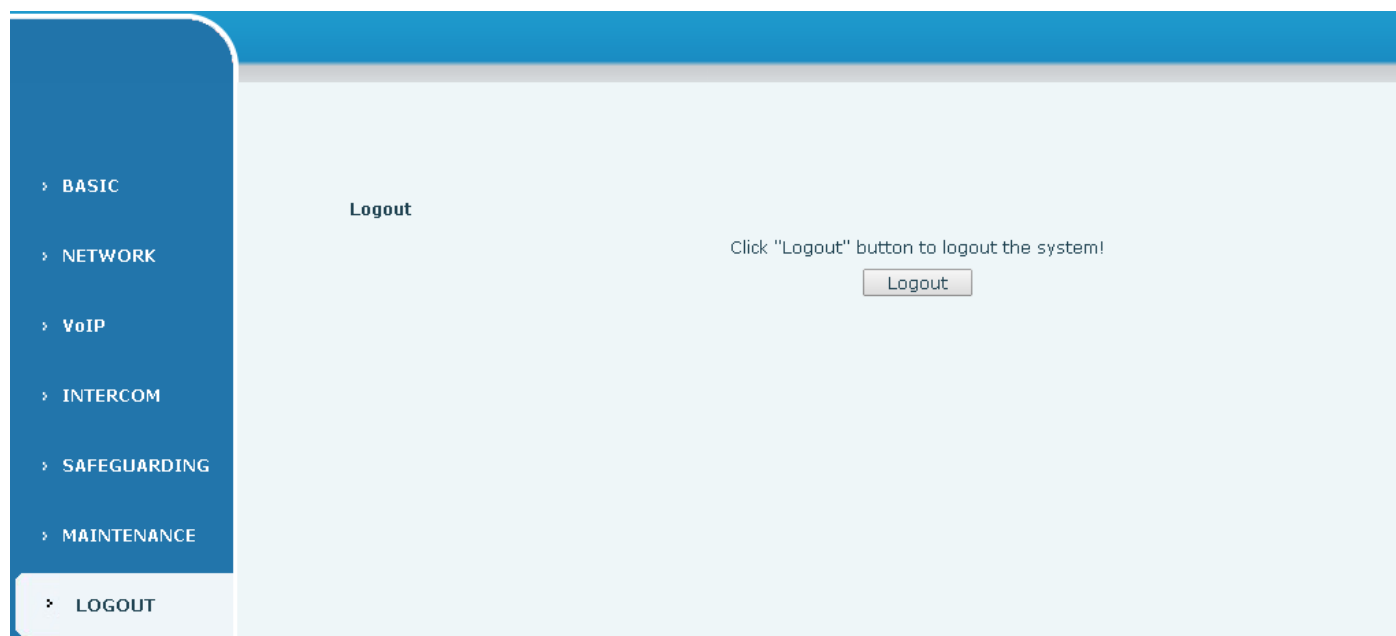 BASIC
NETWORK
VoIP
INTERCOM
SAFEGUARDING
MAINTENANCE
LOGOUT
Logout
Click "Logout" button to logout the system!
Logout